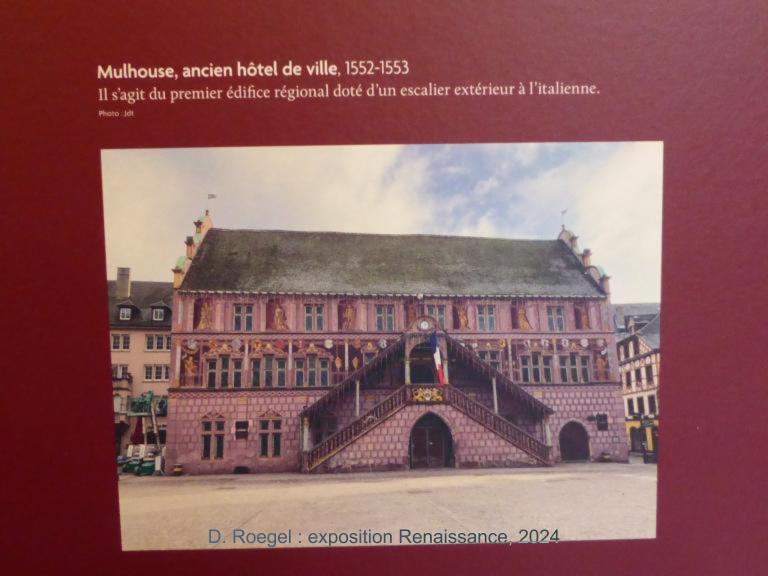 Mulhouse, ancien hôtel de ville, 1552-1553
Il s'agit du premier édifice régional doté d'un escalier extérieur à l'italienne.
Photo : Jdt
D. Roegel : exposition Renaissance, 2024